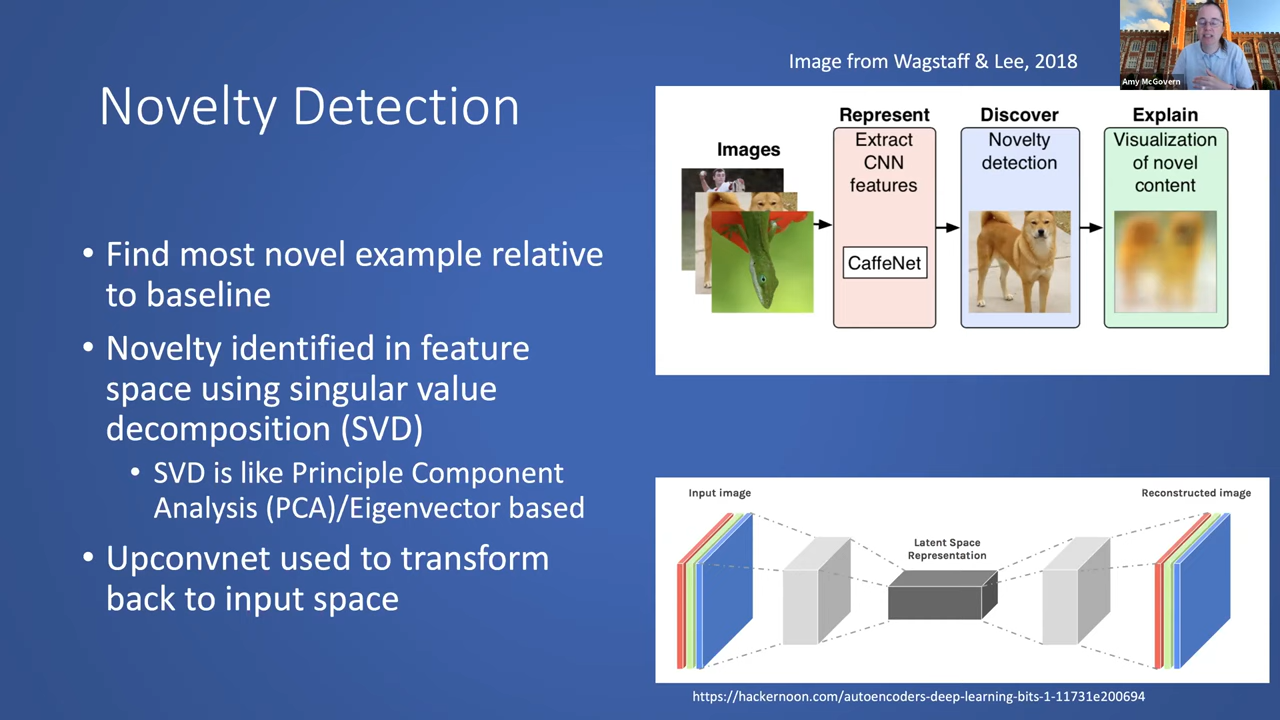 Novelty Detection
• Find most novel example relative
to baseline
• Novelty identified in feature
space using singular value
decomposition (SVD)
• SVD is like Principle Component
Analysis (PCA)/Eigenvector based
• Upconvnet used to transform
back to input space
Image from Wagstaff & Lee, 2018
Amy McGovern
Images
Represent
Extract
CNN
features
CaffeNet
Discover
Novelty
detection
Explain
Visualization
of novel
content
Input image
Latent Space
Representation
Reconstructed image
https://hackernoon.com/autoencoders-deep-learning-bits-1-11731e200694